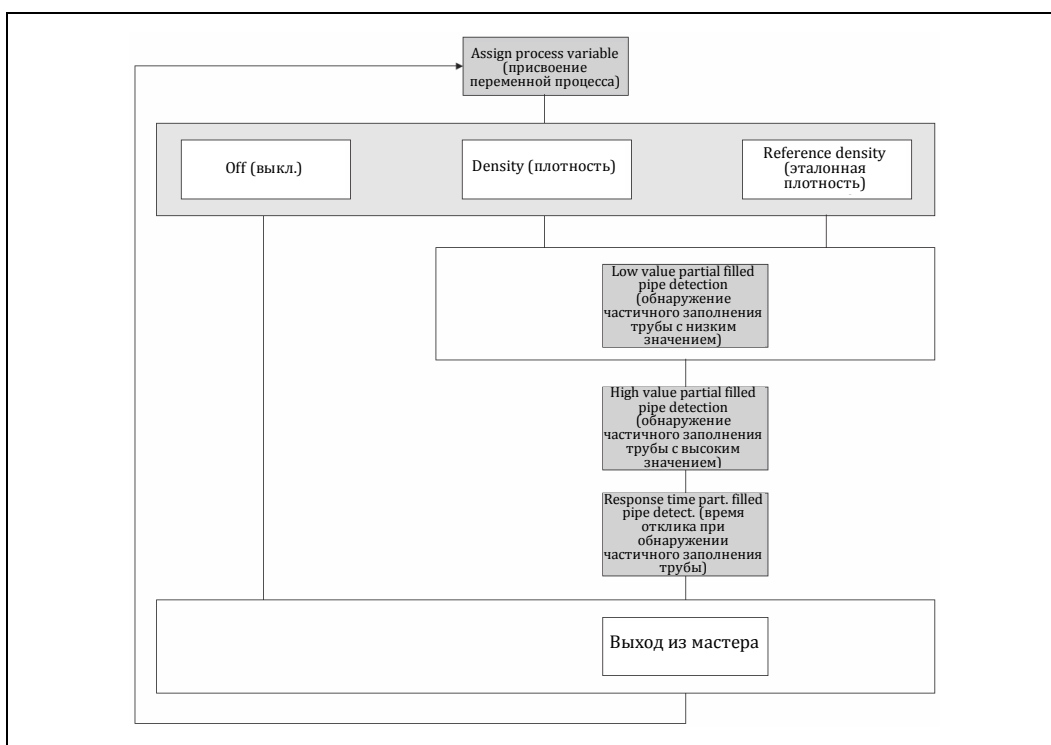 Assign process variable
(присвоение
переменной процесса)
Off (выкл.)
Density (плотность)
Reference density
(эталонная
плотность)
Low value partial filled
pipe detection
(обнаружение
частичного заполнения
трубы с низким
значением)
High value partial filled
pipe detection
(обнаружение
частичного заполнения
трубы с высоким
значением)
Response time part. filled
pipe detect. (время
отклика при
обнаружении
частичного заполнения
трубы)
Выход из мастера